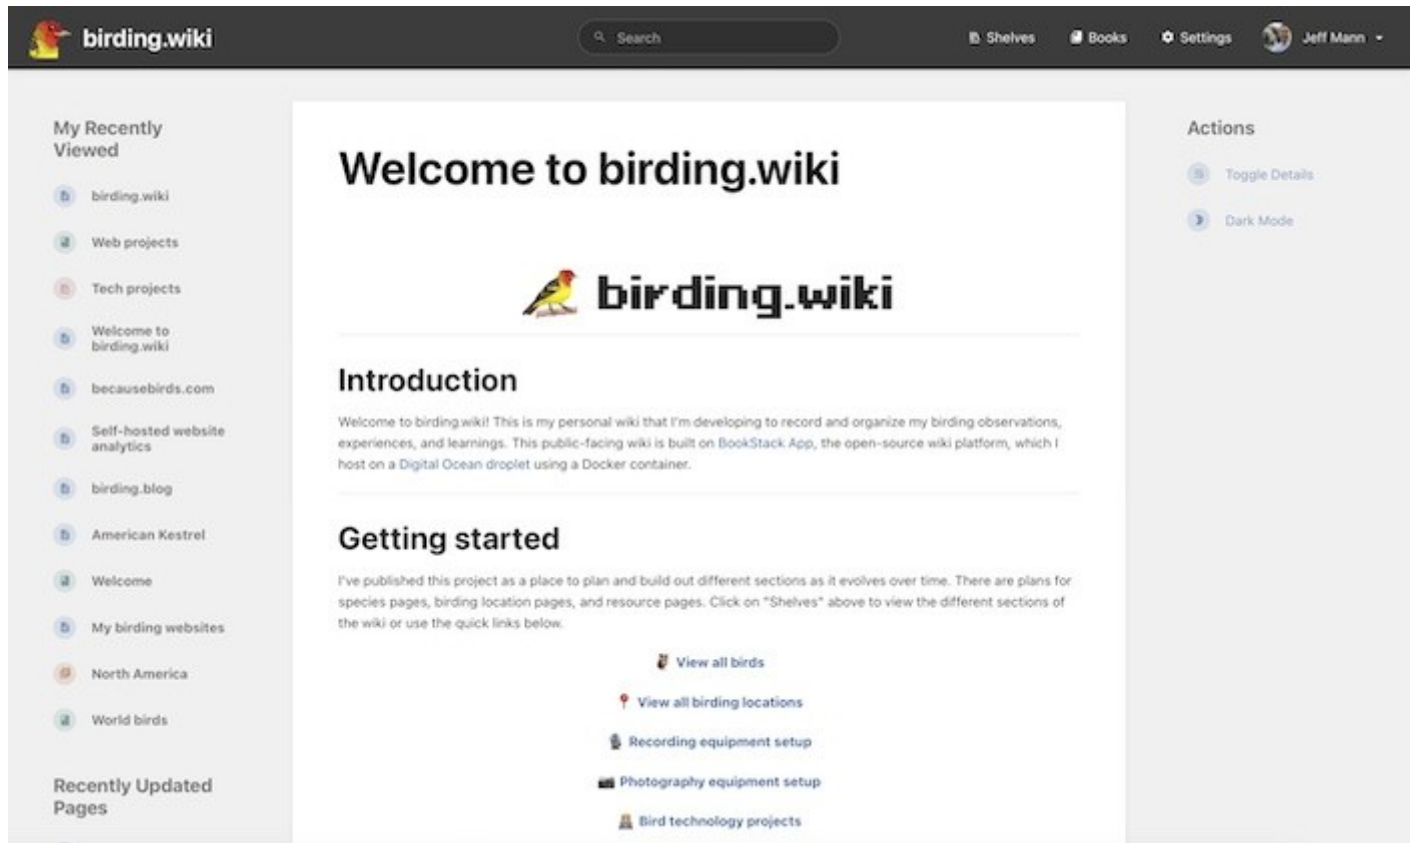 birding.wiki
Search
Shelves
Books
Settings
Jeff Mann
My Recently
Viewed
birding.wiki
Web projects
Tech projects
Welcome to
birding.wiki
becausebirds.com
Self-hosted website
analytics
birding.blog
American Kestrel
Welcome
My birding websites
North America
World birds
Recently Updated
Pages
Welcome to birding.wiki
birding.wiki
Introduction
Welcome to birding.wiki! This is my personal wiki that I'm developing to record and organize my birding observations,
experiences, and learnings. This public-facing wiki is built on BookStack App, the open-source wiki platform, which I
host on a Digital Ocean droplet using a Docker container.
Getting started
I've published this project as a place to plan and build out different sections as it evolves over time. There are plans for
species pages, birding location pages, and resource pages. Click on "Shelves" above to view the different sections of
the wiki or use the quick links below.
View all birds
View all birding locations
Recording equipment setup
Photography equipment setup
Bird technology projects
Actions
Toggle Details
Dark Mode